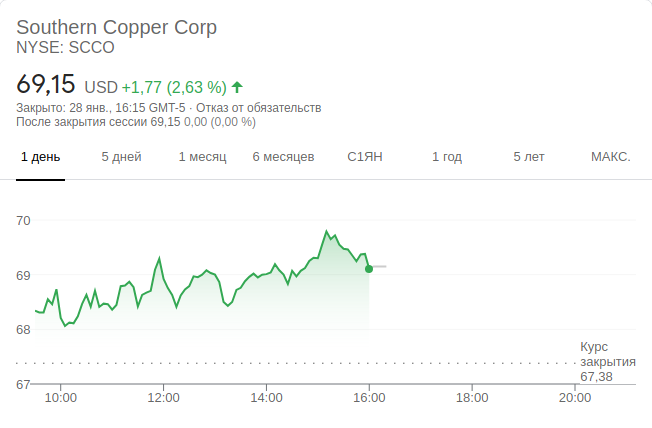 Southern Copper Corp
NYSE: SCCO
69,15 USD +1,77 (2,63 %)
Закрыто: 28 янв., 16:15 GMT-5 · Отказ от обязательств
После закрытия сессии 69,15 0,00 (0,00 %)
1 день 5 дней 1 месяц 6 месяцев С1ЯН 1 год 5 лет МАКС.
70
69
68
Курс
закрытия
67,38
67
10:00 12:00 14:00 16:00 18:00 20:00